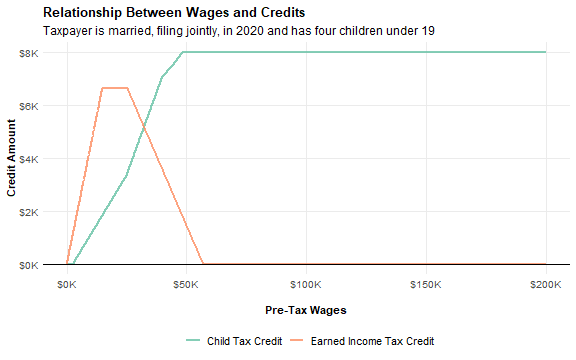 Relationship Between Wages and Credits
Taxpayer is married, filing jointly, in 2020 and has four children under 19
$8K
$6K
$4K
$2K
$0K
Credit Amount
$0K $50K $100K $150K $200K
Pre-Tax Wages
Child Tax Credit Earned Income Tax Credit